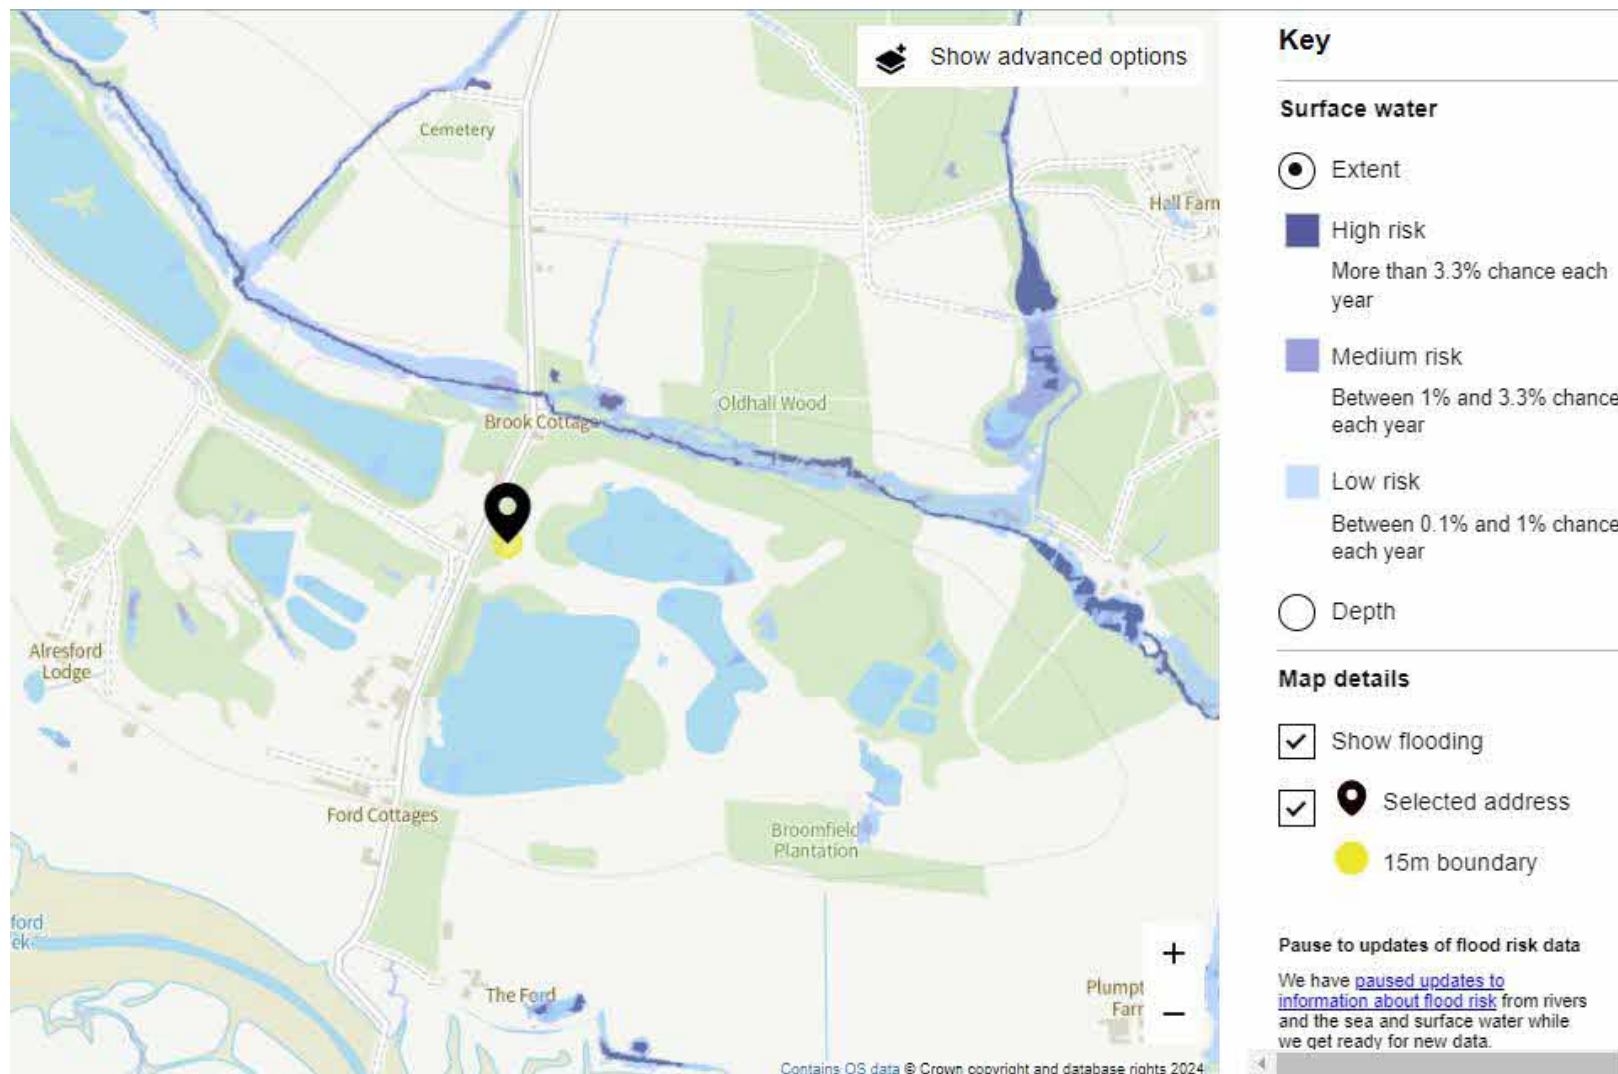 Show advanced options
Cemetery
Hall Farm
Oldhall Wood
Brook Cottage
Alresford
Lodge
Ford Cottages
Broomfield
Plantation
ford
ek
The Ford
Plumpt
Farr
+
−
Contains OS data © Crown copyright and database rights 2024
Key
Surface water
Extent
High risk
More than 3.3% chance each
year
Medium risk
Between 1% and 3.3% chance
each year
Low risk
Between 0.1% and 1% chance
each year
Depth
Map details
Show flooding
Selected address
15m boundary
Pause to updates of flood risk data
We have paused updates to
information about flood risk from rivers
and the sea and surface water while
we get ready for new data.